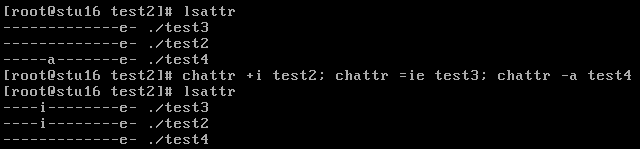 [root@stu16 test2]# lsattr
-------------e- ./test3
-------------e- ./test2
-----a-------e- ./test4
[root@stu16 test2]# chattr +i test2; chattr =ie test3; chattr -a test4
[root@stu16 test2]# lsattr
----i--------e- ./test3
----i--------e- ./test2
-------------e- ./test4